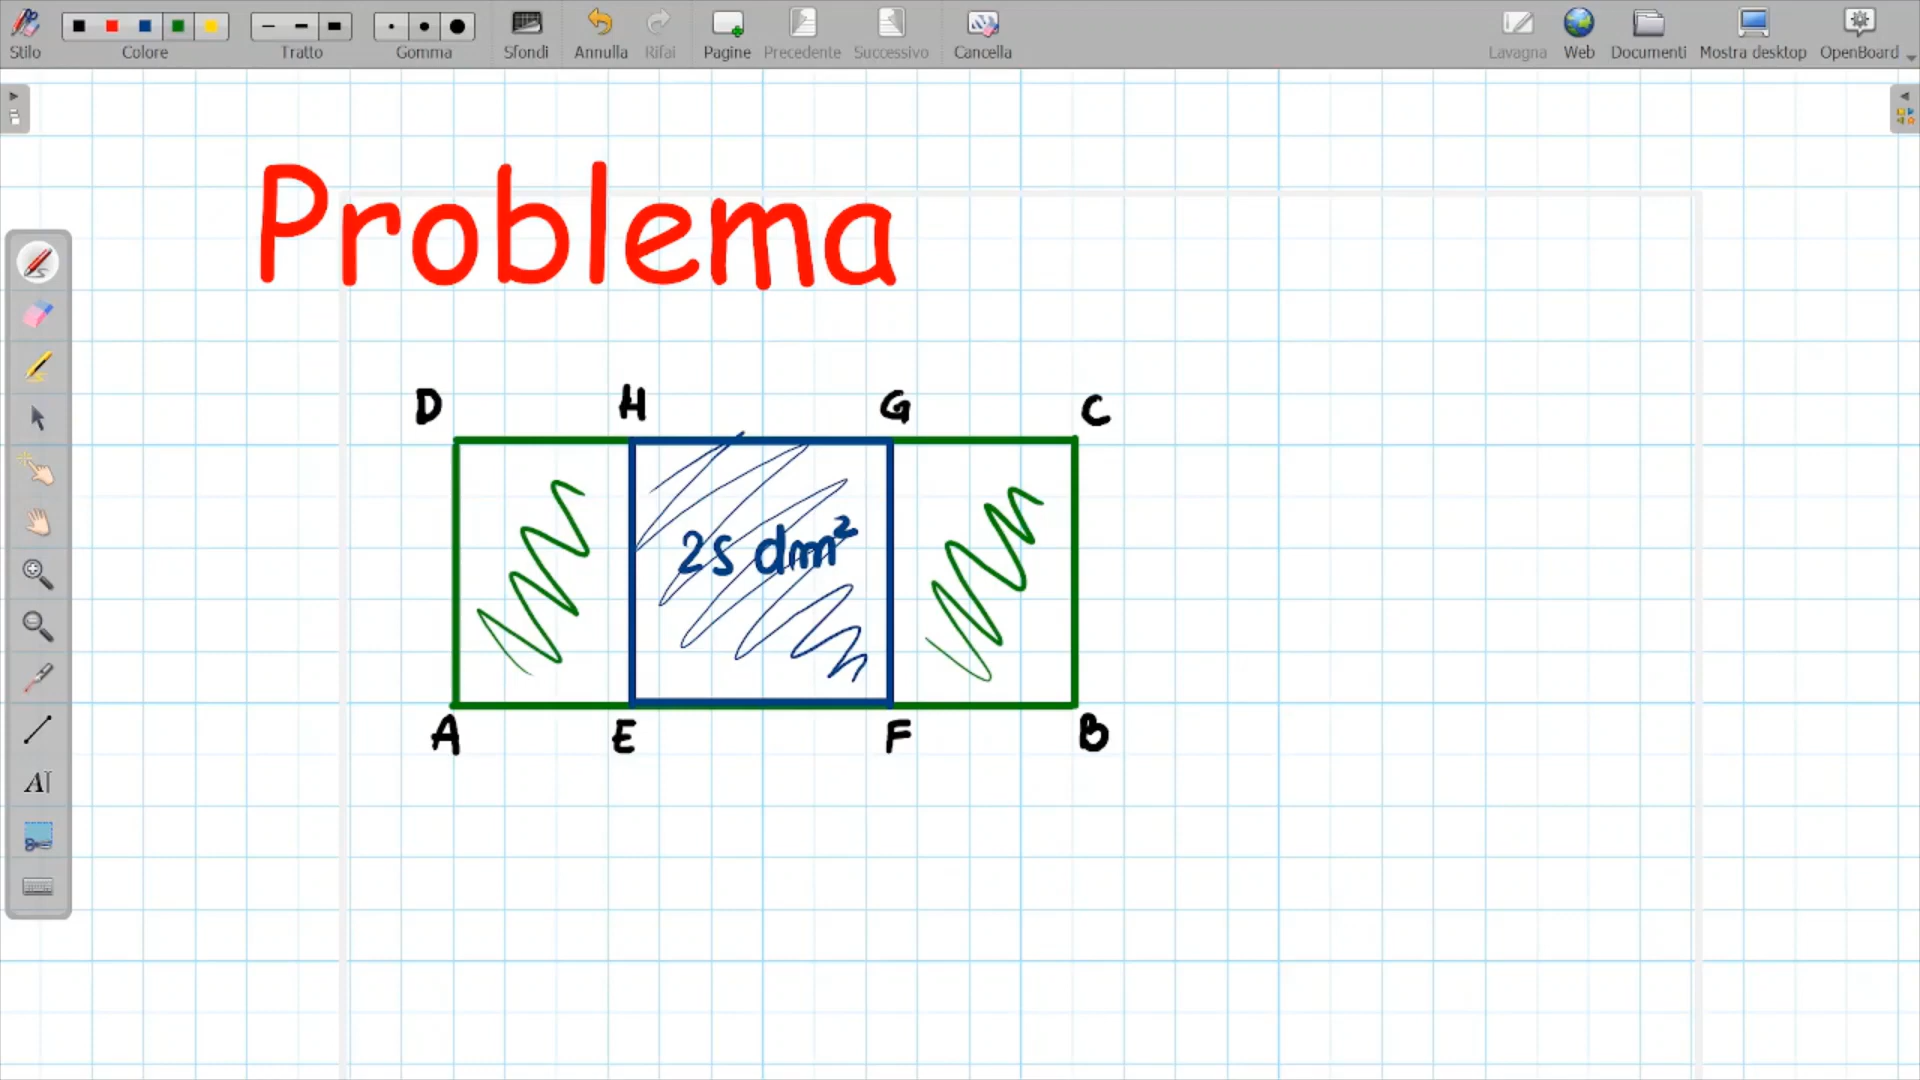 Stilo Colore Tratto Gomma Sfondi Annulla Rifai Pagine Precedente Successivo Cancella Lavagna Web Documenti Mostra desktop OpenBoard
Problema
D H G C
25 dm²
A E F B